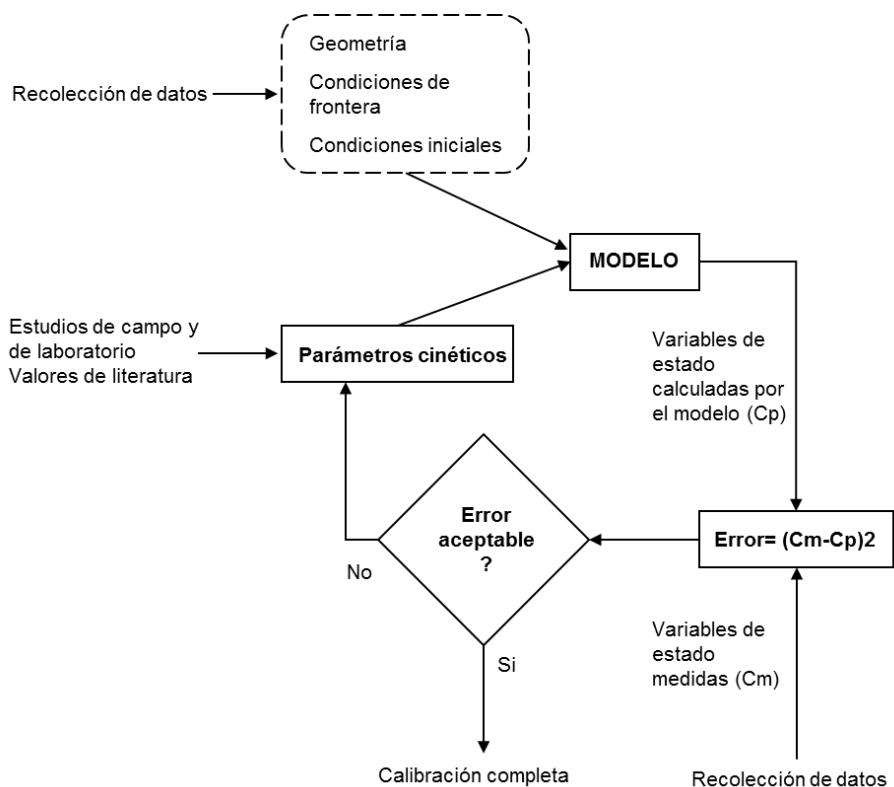 Geometría
Recolección de datos
Condiciones de
frontera
Condiciones iniciales
MODELO
Estudios de campo y
de laboratorio
Valores de literatura
Parámetros cinéticos
Variables de
estado
calculadas por
el modelo (Cp)
Error
aceptable
?
Error= (Cm-Cp)2
No
Si
Variables de
estado
medidas (Cm)
Calibración completa
Recolección de datos